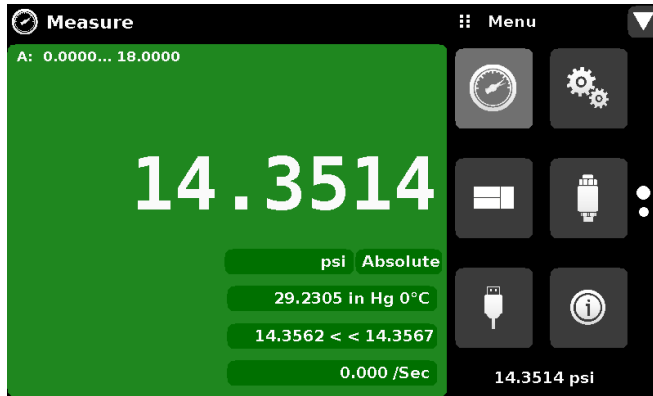 Measure
Menu
A: 0.0000... 18.0000
14.3514
psi Absolute
29.2305 in Hg 0°C
14.3562 < < 14.3567
0.000 /Sec
14.3514 psi